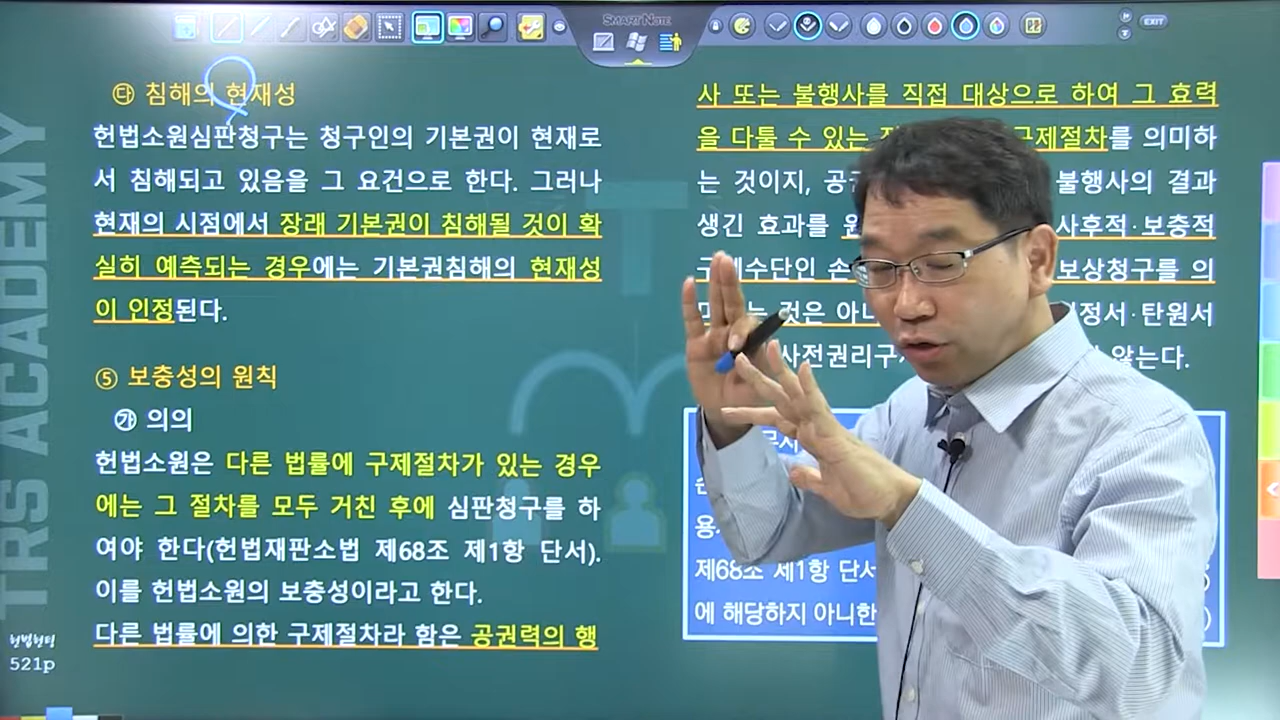 SMART NOTE
EXIT
TRS ACADEMY
㉰ 침해의 현재성
헌법소원심판청구는 청구인의 기본권이 현재로
서 침해되고 있음을 그 요건으로 한다. 그러나
현재의 시점에서 장래 기본권이 침해될 것이 확
실히 예측되는 경우에는 기본권침해의 현재성
이 인정된다.
⑤ 보충성의 원칙
㉮ 의의
헌법소원은 다른 법률에 구제절차가 있는 경우
에는 그 절차를 모두 거친 후에 심판청구를 하
여야 한다(헌법재판소법 제68조 제1항 단서).
이를 헌법소원의 보충성이라고 한다.
다른 법률에 의한 구제절차라 함은 공권력의 행
521p
사 또는 불행사를 직접 대상으로 하여 그 효력
을 다툴 수 있는 구제절차를 의미하
는 것이지, 불행사의 결과
생긴 효과를 사후적·보충적
보상청구를 의
것은 탄원서
않는다.
제68조 제1항 단서
에 해당하지 아니한